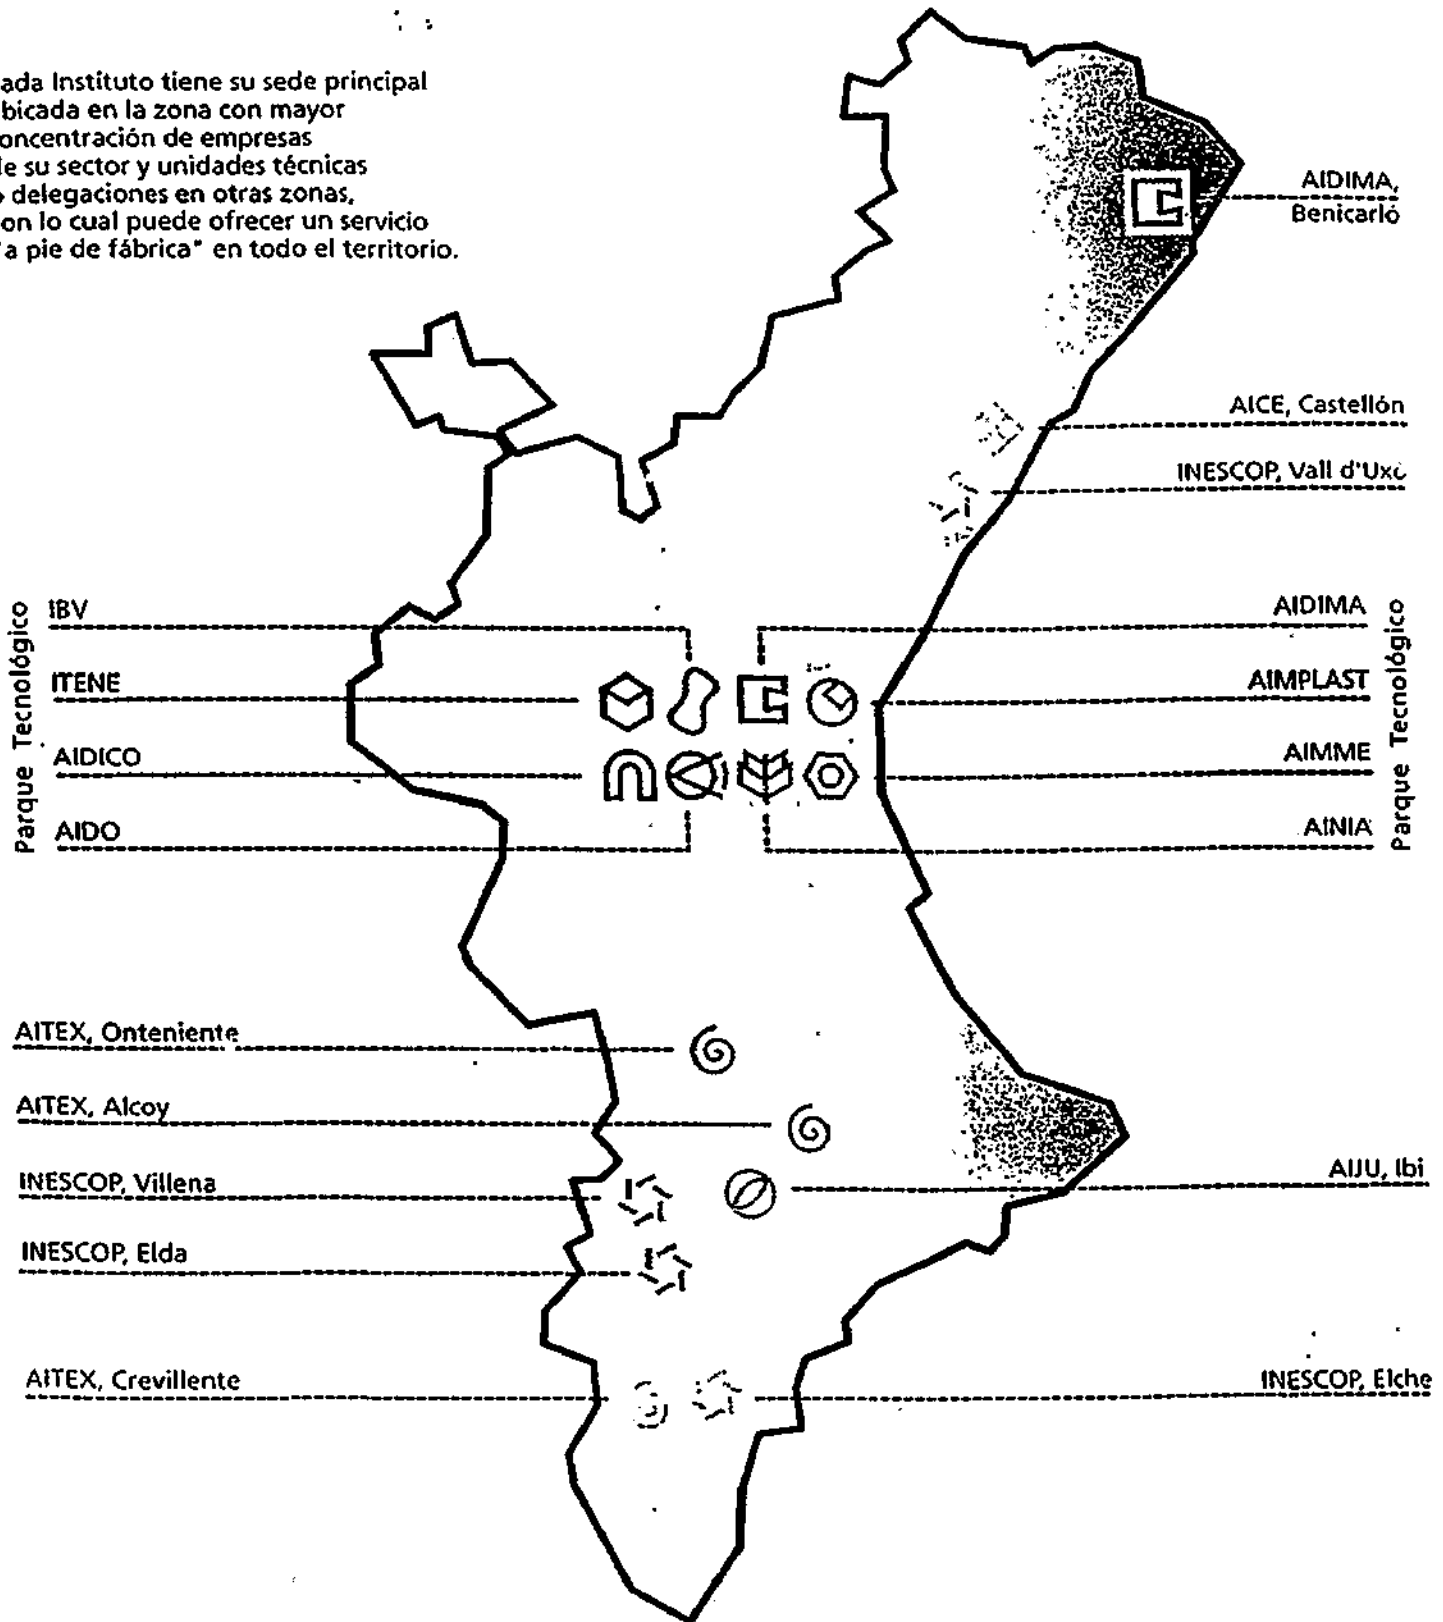 ada Instituto tiene su sede principal
bicada en la zona con mayor
oncentración de empresas
le su sector y unidades técnicas
delegaciones en otras zonas,
on lo cual puede ofrecer un servicio
"a pie de fábrica" en todo el territorio.
AIDIMA,
Benicarló
AICE, Castellón
INESCOP, Vall d'Uxó
Parque Tecnológico
IBV
ITENE
AIDICO
AIDO
AIDIMA
AIMPLAST
AIMME
AINIA
Parque Tecnológico
AITEX, Onteniente
AITEX, Alcoy
INESCOP, Villena
AIJU, Ibi
INESCOP, Elda
AITEX, Crevillente
INESCOP, Elche